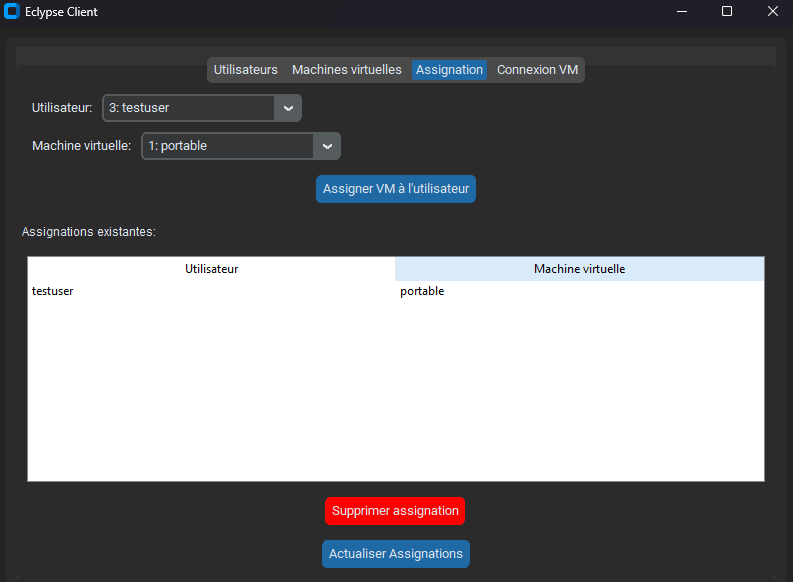 Eclypse Client
Utilisateurs Machines virtuelles Assignation Connexion VM
Utilisateur: 3: testuser
Machine virtuelle: 1: portable
Assigner VM à l'utilisateur
Assignations existantes:
Utilisateur Machine virtuelle
testuser portable
Supprimer assignation
Actualiser Assignations